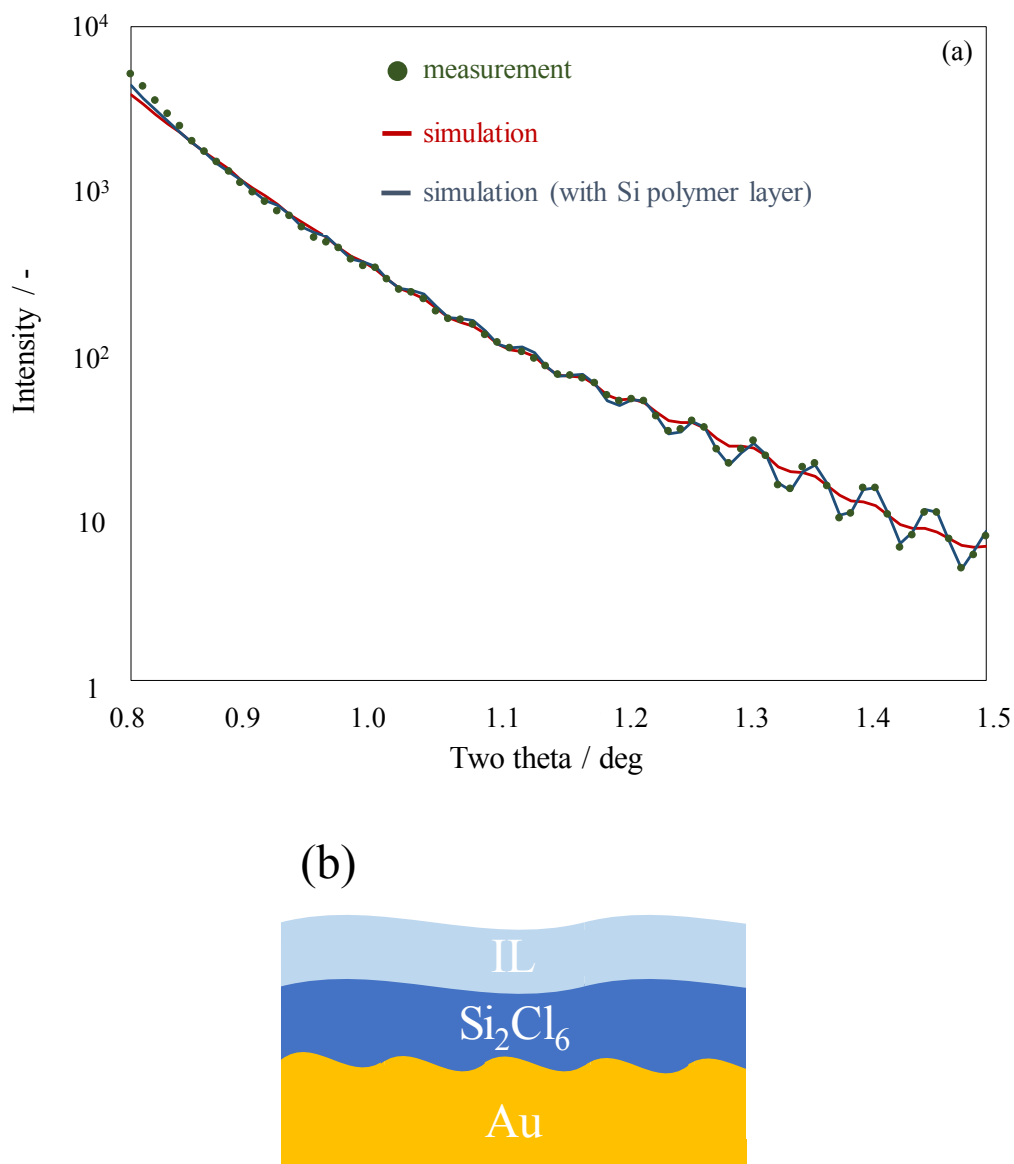 10⁴
(a)
measurement
simulation
10³
simulation (with Si polymer layer)
Intensity / -
10²
10
1
0.8 0.9 1.0 1.1 1.2 1.3 1.4 1.5
Two theta / deg
(b)
IL
Si₂Cl₆
Au